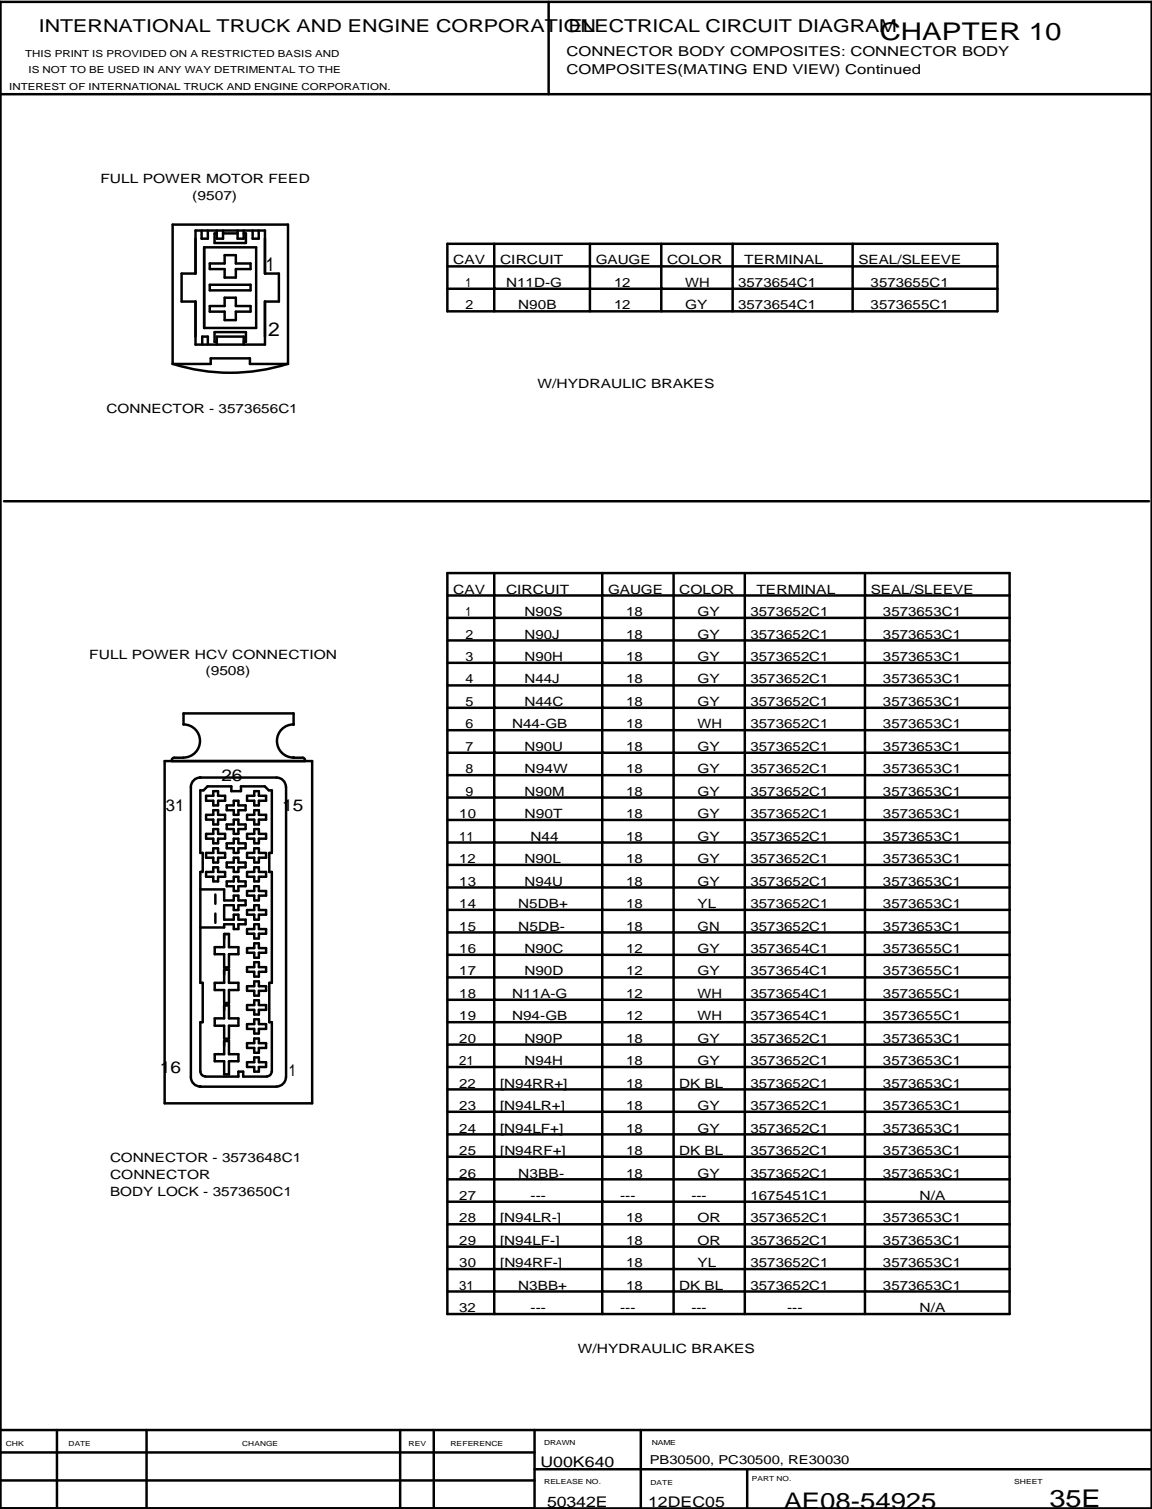 INTERNATIONAL TRUCK AND ENGINE CORPORATION
THIS PRINT IS PROVIDED ON A RESTRICTED BASIS AND
IS NOT TO BE USED IN ANY WAY DETRIMENTAL TO THE
INTEREST OF INTERNATIONAL TRUCK AND ENGINE CORPORATION.
ELECTRICAL CIRCUIT DIAGRAM
CHAPTER 10
CONNECTOR BODY COMPOSITES: CONNECTOR BODY
COMPOSITES(MATING END VIEW) Continued
FULL POWER MOTOR FEED
(9507)
1
2
CONNECTOR - 3573656C1
CAV CIRCUIT GAUGE COLOR TERMINAL SEAL/SLEEVE
1 N11D-G 12 WH 3573654C1 3573655C1
2 N90B 12 GY 3573654C1 3573655C1
W/HYDRAULIC BRAKES
FULL POWER HCV CONNECTION
(9508)
26
31 15
16 1
CONNECTOR - 3573648C1
CONNECTOR
BODY LOCK - 3573650C1
CAV CIRCUIT GAUGE COLOR TERMINAL SEAL/SLEEVE
1 N90S 18 GY 3573652C1 3573653C1
2 N90J 18 GY 3573652C1 3573653C1
3 N90H 18 GY 3573652C1 3573653C1
4 N44J 18 GY 3573652C1 3573653C1
5 N44C 18 GY 3573652C1 3573653C1
6 N44-GB 18 WH 3573652C1 3573653C1
7 N90U 18 GY 3573652C1 3573653C1
8 N94W 18 GY 3573652C1 3573653C1
9 N90M 18 GY 3573652C1 3573653C1
10 N90T 18 GY 3573652C1 3573653C1
11 N44 18 GY 3573652C1 3573653C1
12 N90L 18 GY 3573652C1 3573653C1
13 N94U 18 GY 3573652C1 3573653C1
14 N5DB+ 18 YL 3573652C1 3573653C1
15 N5DB- 18 GN 3573652C1 3573653C1
16 N90C 12 GY 3573654C1 3573655C1
17 N90D 12 GY 3573654C1 3573655C1
18 N11A-G 12 WH 3573654C1 3573655C1
19 N94-GB 12 WH 3573654C1 3573655C1
20 N90P 18 GY 3573652C1 3573653C1
21 N94H 18 GY 3573652C1 3573653C1
22 [N94RR+] 18 DK BL 3573652C1 3573653C1
23 [N94LR+] 18 GY 3573652C1 3573653C1
24 [N94LF+] 18 GY 3573652C1 3573653C1
25 [N94RF+] 18 DK BL 3573652C1 3573653C1
26 N3BB- 18 GY 3573652C1 3573653C1
27 --- --- --- 1675451C1 N/A
28 [N94LR-] 18 OR 3573652C1 3573653C1
29 [N94LF-] 18 OR 3573652C1 3573653C1
30 [N94RF-] 18 YL 3573652C1 3573653C1
31 N3BB+ 18 DK BL 3573652C1 3573653C1
32 --- --- --- --- N/A
W/HYDRAULIC BRAKES
CHK DATE CHANGE REV REFERENCE DRAWN NAME
U00K640 PB30500, PC30500, RE30030
RELEASE NO. DATE PART NO. SHEET
50342E 12DEC05 AE08-54925 35E